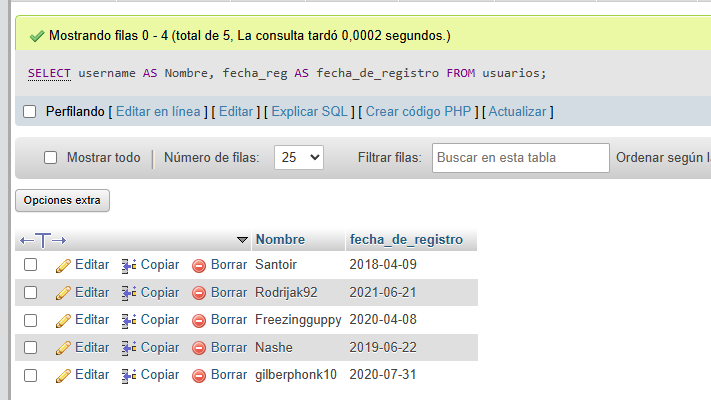 Mostrando filas 0 - 4 (total de 5, La consulta tardó 0,0002 segundos.)
SELECT username AS Nombre, fecha_reg AS fecha_de_registro FROM usuarios;
Perfilando [ Editar en línea ] [ Editar ] [ Explicar SQL ] [ Crear código PHP ] [ Actualizar ]
Mostrar todo Número de filas: 25 Filtrar filas: Buscar en esta tabla Ordenar según
Opciones extra
Nombre fecha_de_registro
Editar Copiar Borrar Santoir 2018-04-09
Editar Copiar Borrar Rodrijak92 2021-06-21
Editar Copiar Borrar Freezingguppy 2020-04-08
Editar Copiar Borrar Nashe 2019-06-22
Editar Copiar Borrar gilberphonk10 2020-07-31